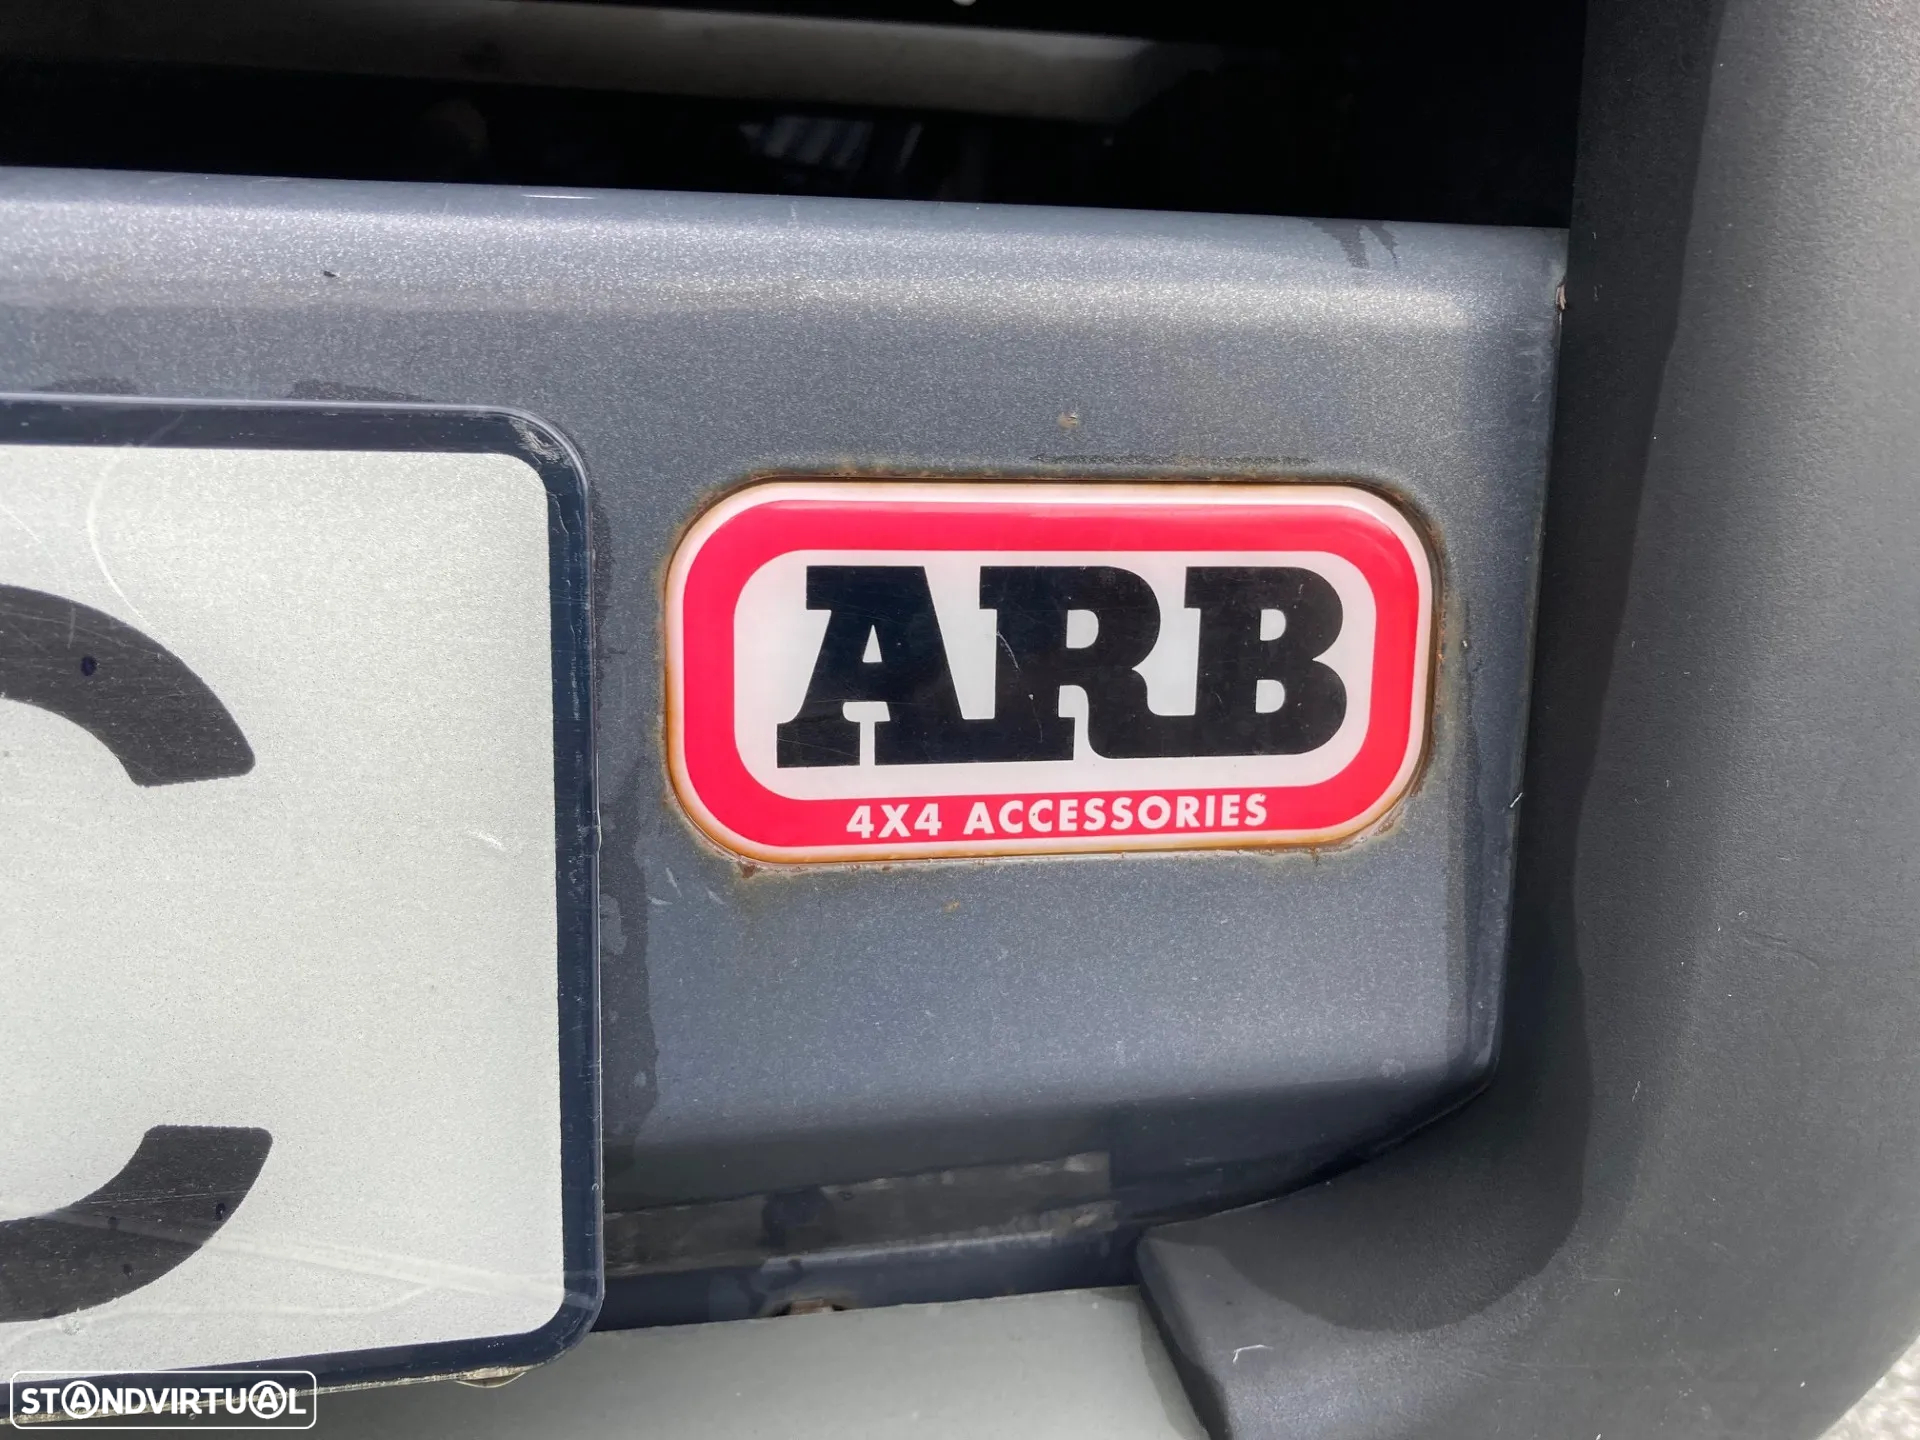 C
ARB
4X4 ACCESSORIES
STANDVIRTUAL